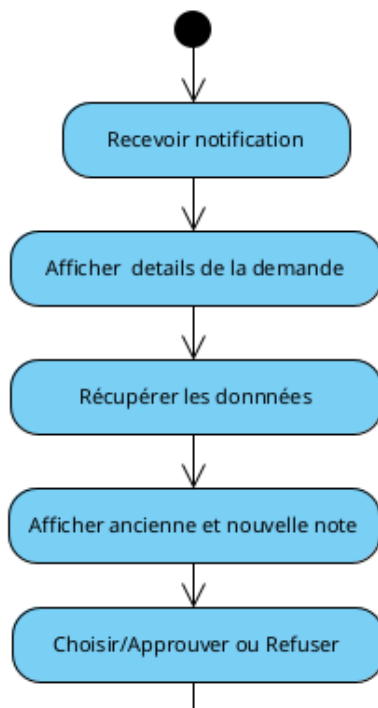 Recevoir notification
Afficher details de la demande
Récupérer les donnnées
Afficher ancienne et nouvelle note
Choisir/Approuver ou Refuser